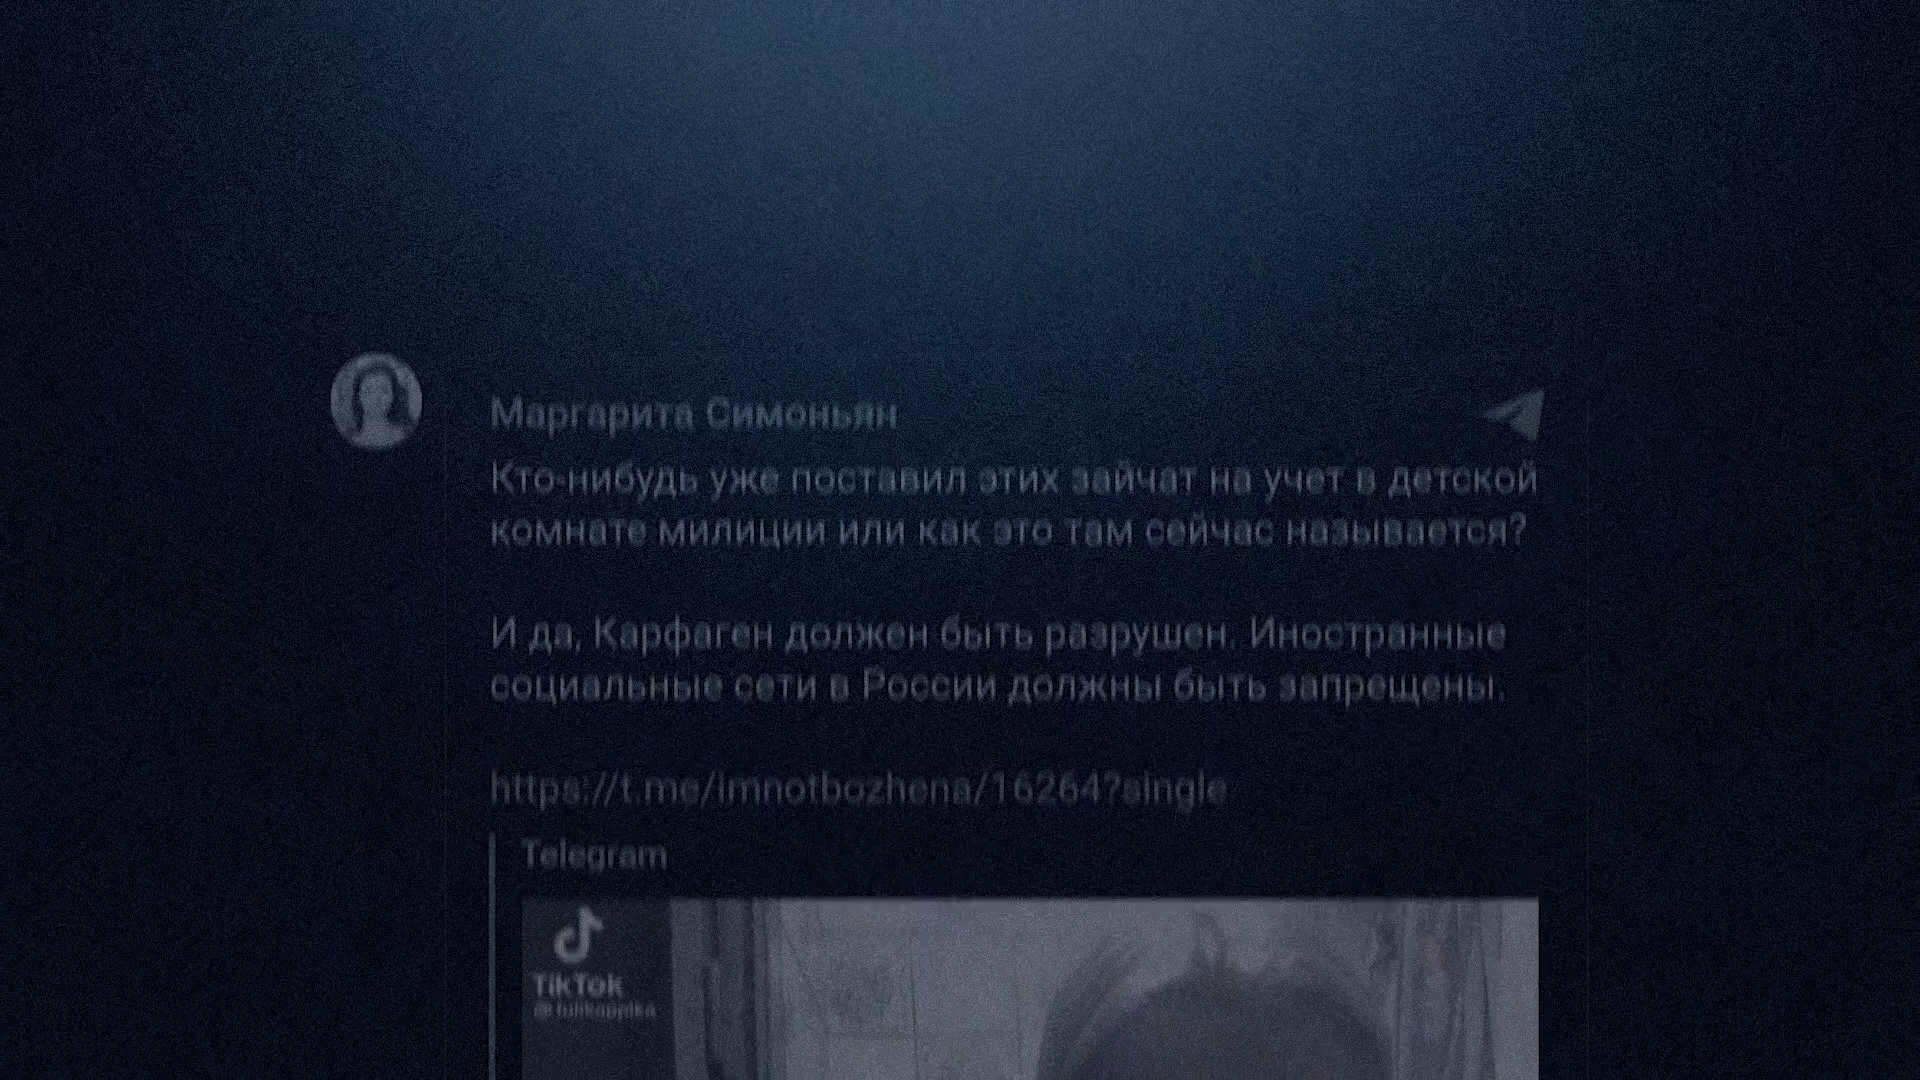 Маргарита Симоньян
Кто-нибудь уже поставил этих зайчат на учет в детской
комнате милиции или как это там сейчас называется?
И да, Карфаген должен быть разрушен. Иностранные
социальные сети в России должны быть запрещены.
https://t.me/imnotbozhena/16264?single
Telegram
TikTok